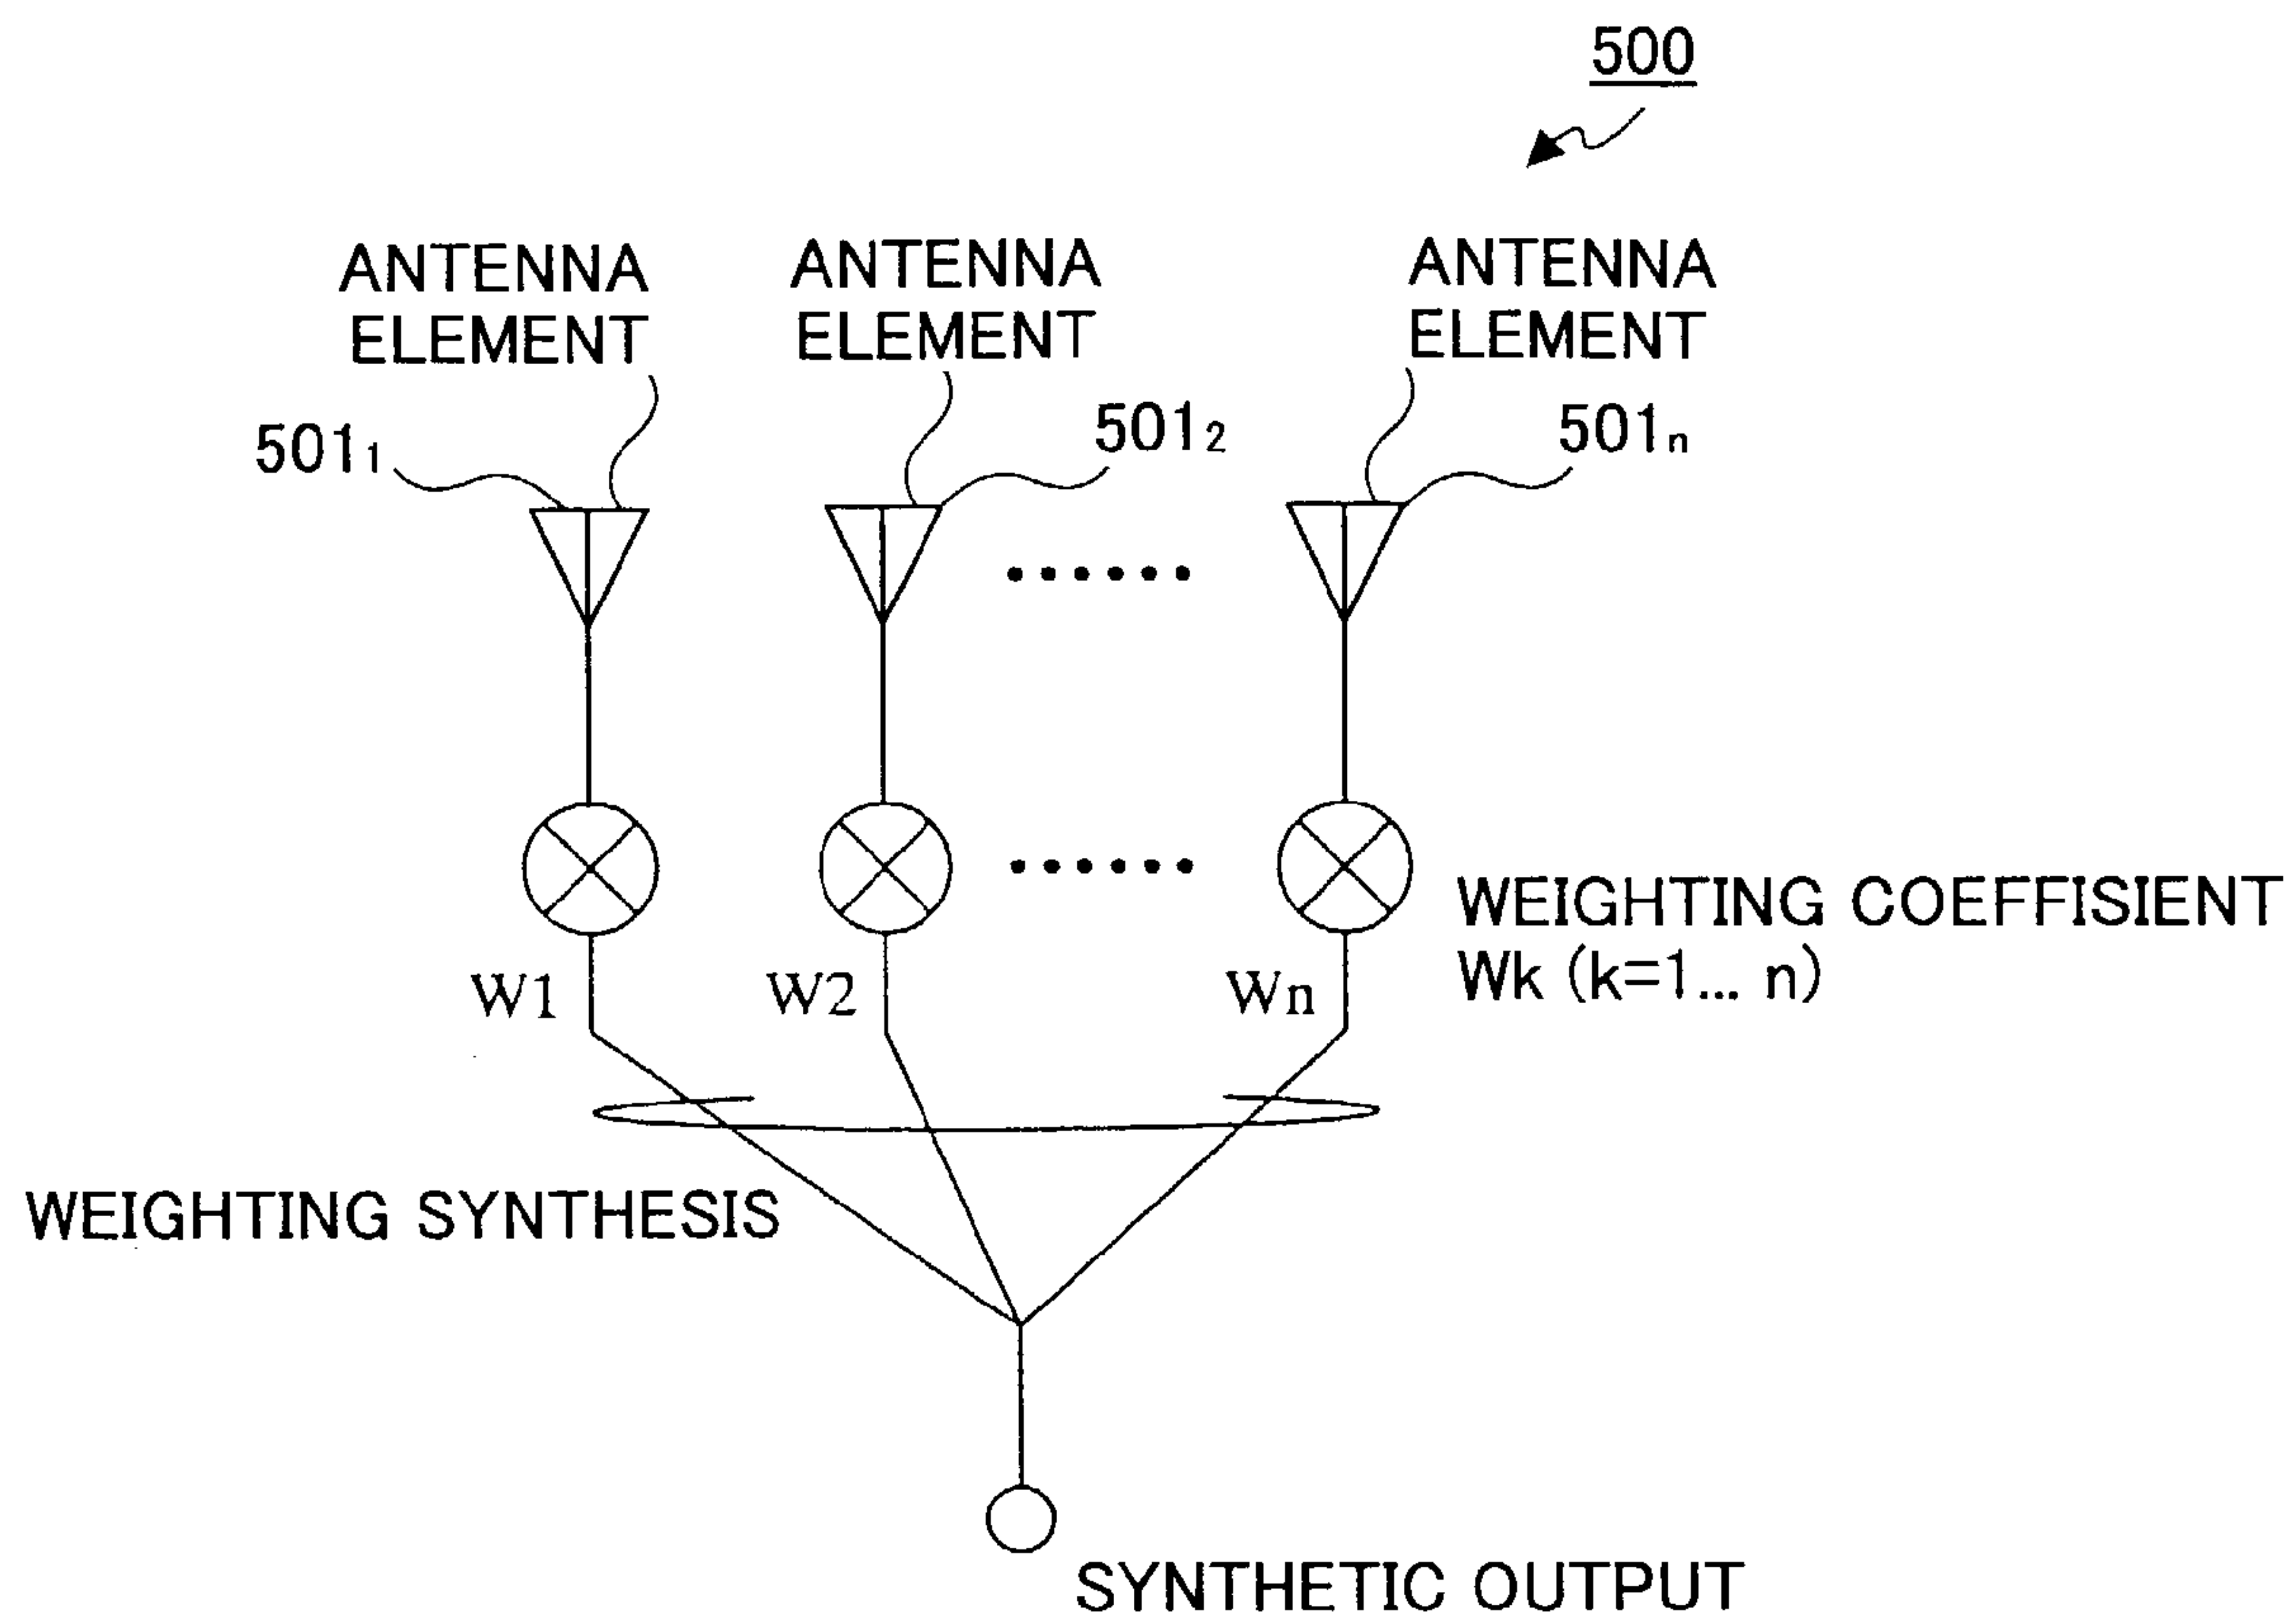 500
ANTENNA
ELEMENT
ANTENNA
ELEMENT
ANTENNA
ELEMENT
501₁
501₂
501ₙ
WEIGHTING COEFFISIENT
Wk (k=1... n)
W1
W2
Wn
WEIGHTING SYNTHESIS
SYNTHETIC OUTPUT